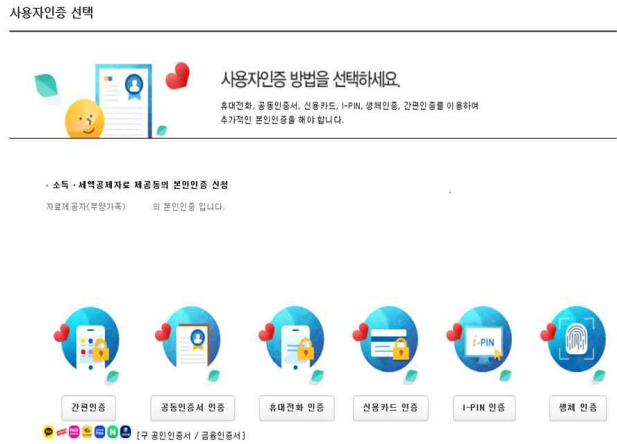 사용자인증 선택
사용자인증 방법을 선택하세요.
휴대전화, 공동인증서, 신용카드, I-PIN, 생체인증, 간편인증를 이용하여
추가적인 본인인증을 해야 합니다.
· 소득 · 세액공제자료 제공동의 본인인증 신청
자료제공자(부양가족) 의 본인인증 입니다.
i-PIN
간편인증
공동인증서 인증
휴대전화 인증
신용카드 인증
I-PIN 인증
생체 인증
[구 공인인증서 / 금융인증서]